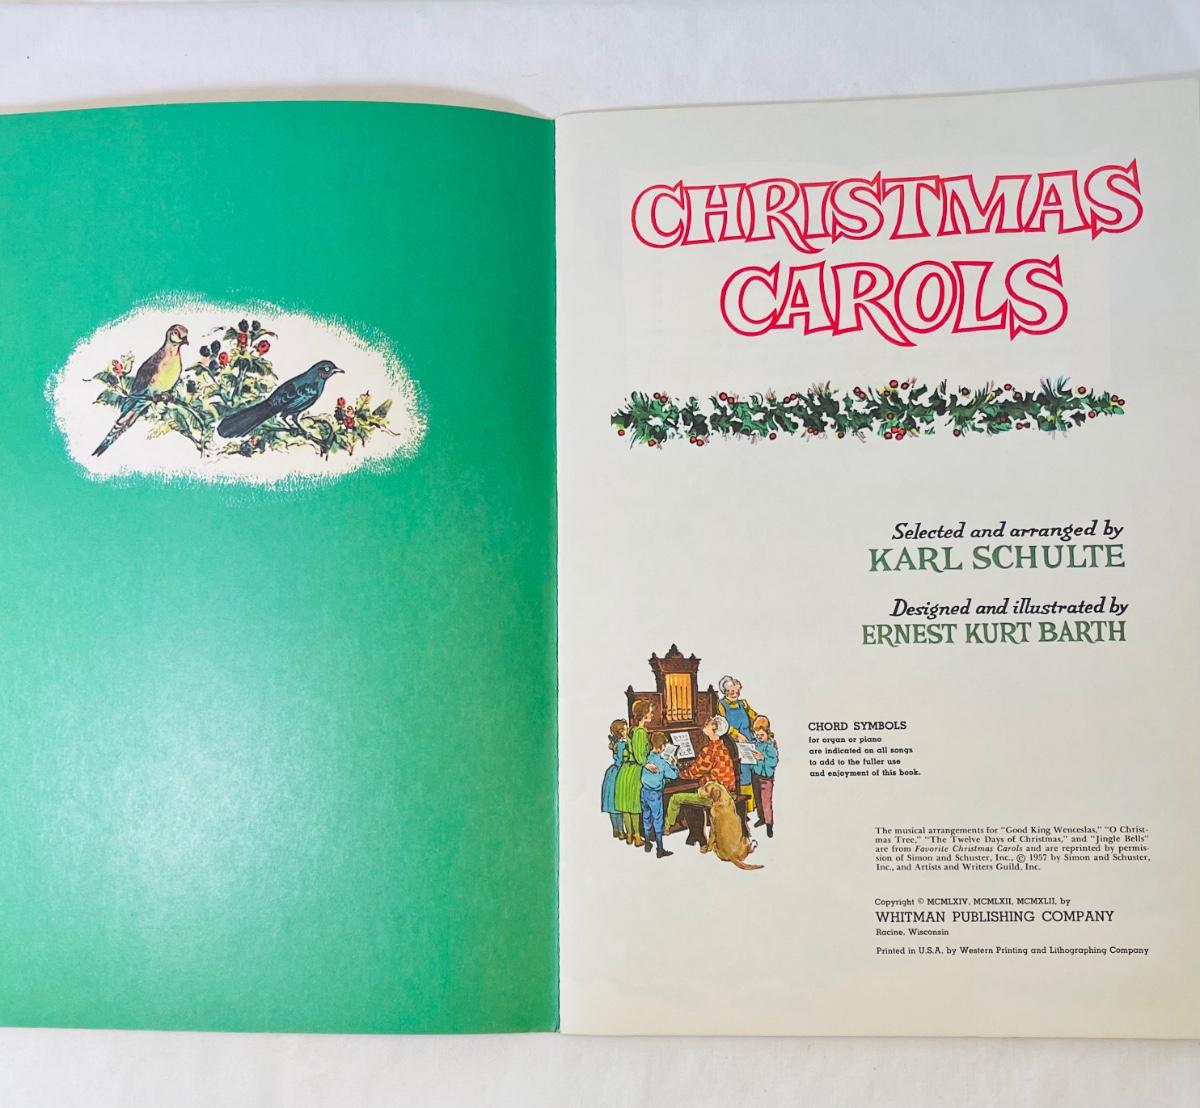 CHRISTMAS
CAROLS
Selected and arranged by
KARL SCHULTE
Designed and illustrated by
ERNEST KURT BARTH
CHORD SYMBOLS
for organ or piano
are indicated on all songs
to add to the fuller use
and enjoyment of this book.
The musical arrangements for "Good King Wenceslas," "O Christ-
mas Tree," "The Twelve Days of Christmas," and "Jingle Bells"
are from Favorite Christmas Carols and are reprinted by permis-
sion of Simon and Schuster, Inc., © 1957 by Simon and Schuster,
Inc., and Artists and Writers Guild, Inc.
Copyright © MCMLXIV, MCMLXII, MCMXLII, by
WHITMAN PUBLISHING COMPANY
Racine, Wisconsin
Printed in U.S.A. by Western Printing and Lithographing Company